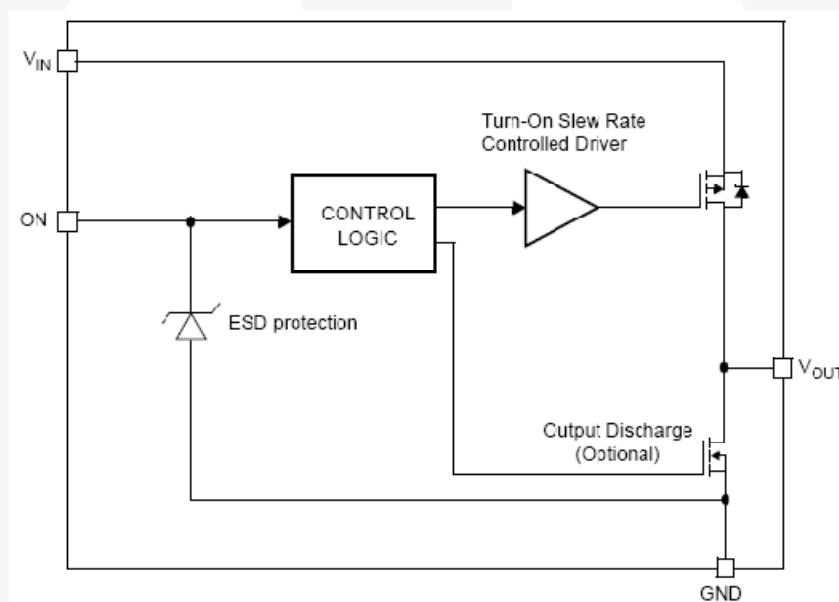 VIN
Turn-On Slew Rate
Controlled Driver
ON
CONTROL
LOGIC
ESD protection
VOUT
Cutput Discharge
(Optional)
GND